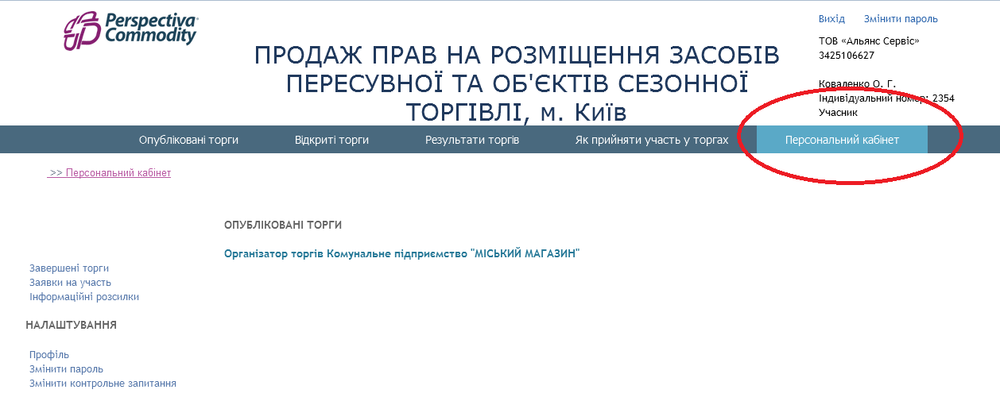 Perspectiva
Commodity
Вихід Змінити пароль
ТОВ «Альянс Сервіс»
3425106627
ПРОДАЖ ПРАВ НА РОЗМІЩЕННЯ ЗАСОБІВ
ПЕРЕСУВНОЇ ТА ОБ'ЄКТІВ СЕЗОННОЇ
ТОРГІВЛІ, м. Київ
Коваленко О. Г.
Індивідуальний номер: 2354
Учасник
Опубліковані торги Відкриті торги Результати торгів Як прийняти участь у торгах Персональний кабінет
>> Персональний кабінет
ОПУБЛІКОВАНІ ТОРГИ
Організатор торгів Комунальне підприємство "МІСЬКИЙ МАГАЗИН"
Завершені торги
Заявки на участь
Інформаційні розсилки
НАЛАШТУВАННЯ
Профіль
Змінити пароль
Змінити контрольне запитання